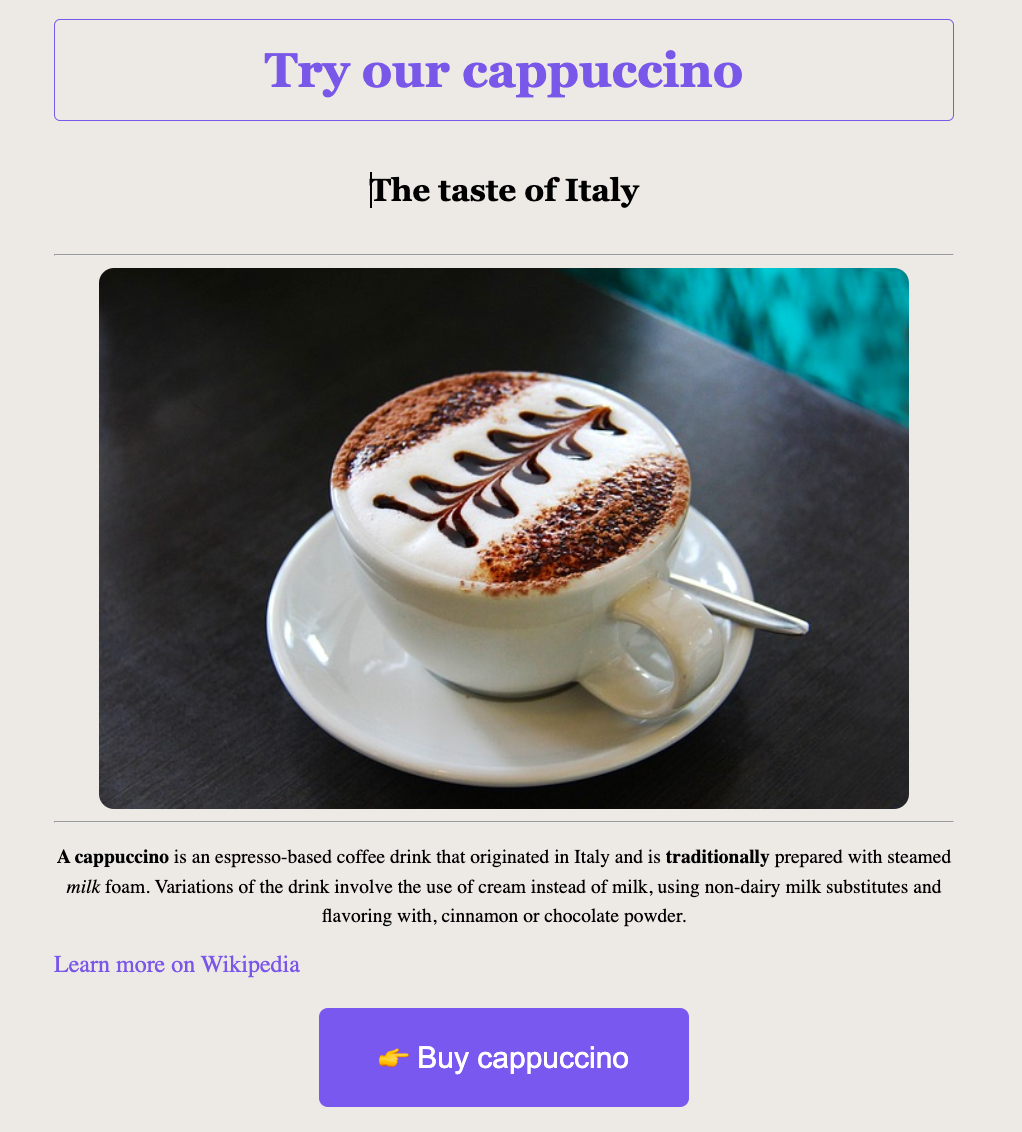 Try our cappuccino
The taste of Italy
A cappuccino is an espresso-based coffee drink that originated in Italy and is traditionally prepared with steamed
milk foam. Variations of the drink involve the use of cream instead of milk, using non-dairy milk substitutes and
flavoring with, cinnamon or chocolate powder.
Learn more on Wikipedia
👉 Buy cappuccino